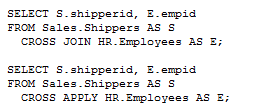 SELECT S.shipperid, E.empid
FROM Sales.Shippers AS S
CROSS JOIN HR.Employees AS E;
SELECT S.shipperid, E.empid
FROM Sales.Shippers AS S
CROSS APPLY HR.Employees AS E;